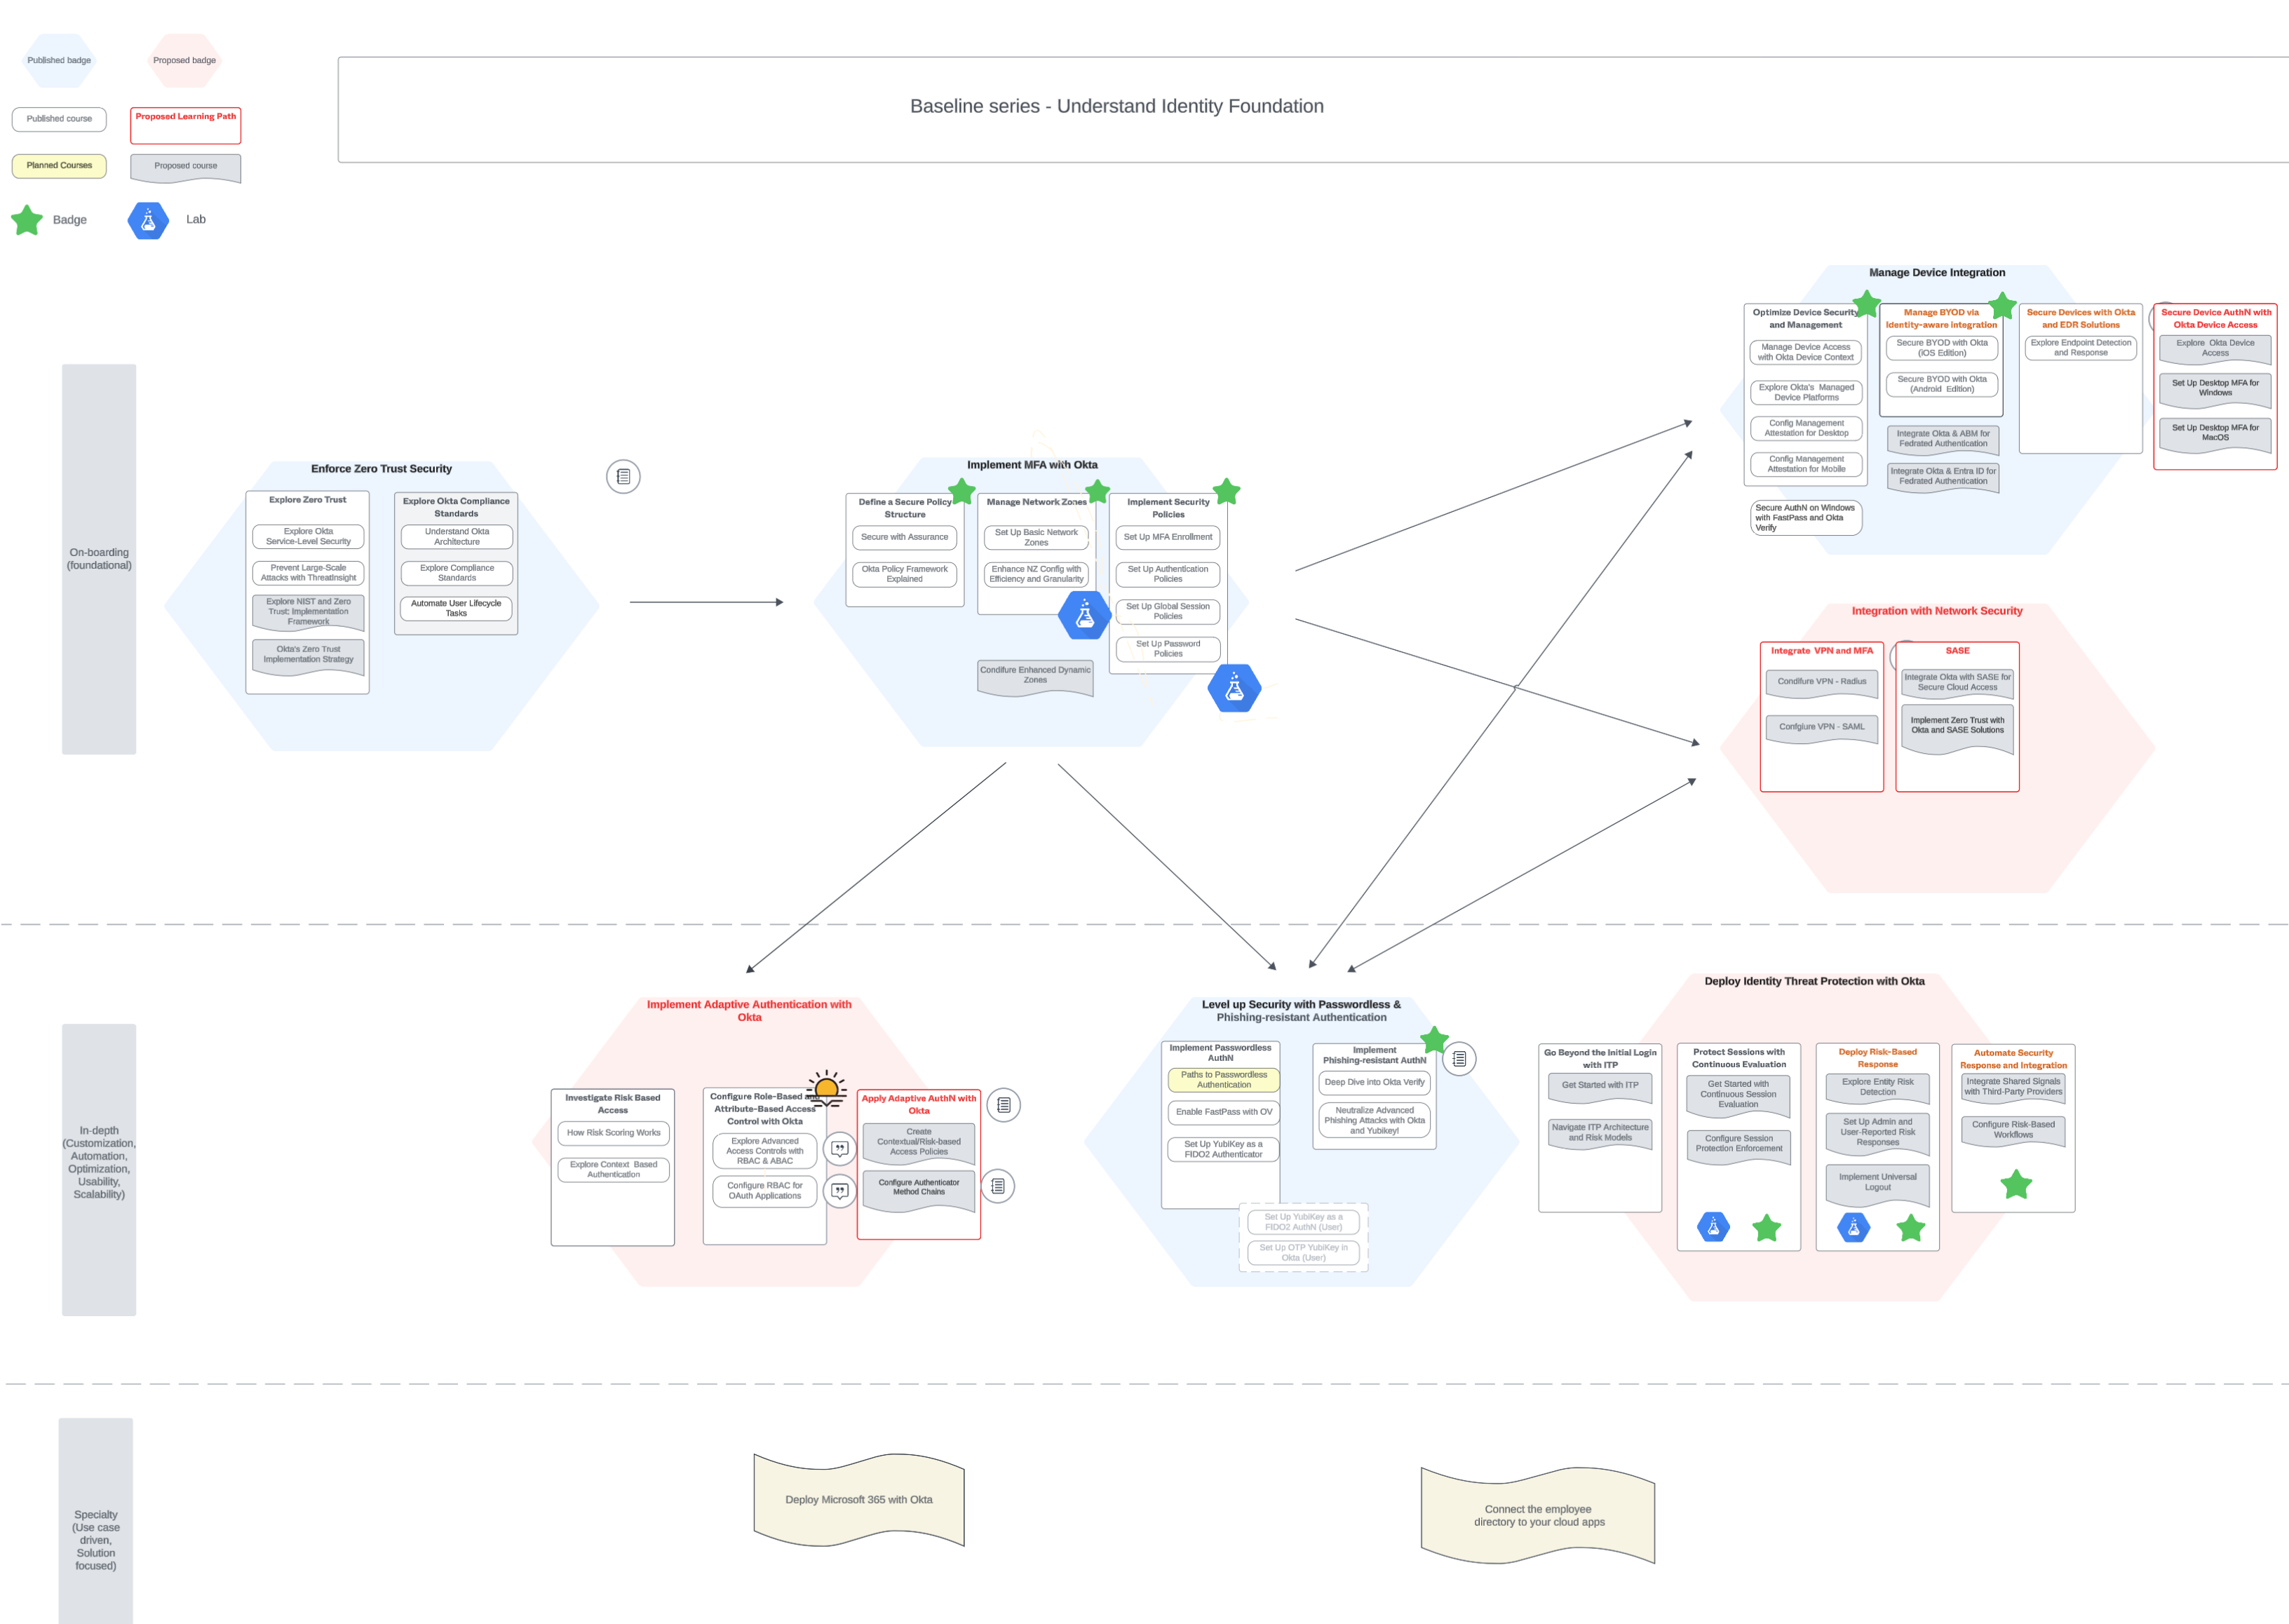 Published badge
Proposed badge
Published course
Proposed Learning Path
Planned Courses
Proposed course
Badge
Lab
Baseline series - Understand Identity Foundation
On-boarding
(foundational)
Enforce Zero Trust Security
Explore Zero Trust
Explore Okta
Service-Level Security
Prevent Large-Scale
Attacks with ThreatInsight
Explore NIST and Zero
Trust: Implementation
Framework
Okta's Zero Trust
Implementation Strategy
Explore Okta Compliance
Standards
Understand Okta
Architecture
Explore Compliance
Standards
Automate User Lifecycle
Tasks
Implement MFA with Okta
Define a Secure Policy
Structure
Secure with Assurance
Okta Policy Framework
Explained
Manage Network Zones
Set Up Basic Network
Zones
Enhance NZ Config with
Efficiency and Granularity
Condifure Enhanced Dynamic
Zones
Implement Security
Policies
Set Up MFA Enrollment
Set Up Authentication
Policies
Set Up Global Session
Policies
Set Up Password
Policies
Manage Device Integration
Optimize Device Security
and Management
Manage Device Access
with Okta Device Context
Explore Okta's Managed
Device Platforms
Config Management
Attestation for Desktop
Config Management
Attestation for Mobile
Secure AuthN on Windows
with FastPass and Okta
Verify
Manage BYOD via
Identity-aware integration
Secure BYOD with Okta
(iOS Edition)
Secure BYOD with Okta
(Android Edition)
Integrate Okta & ABM for
Fedrated Authentication
Integrate Okta & Entra ID for
Fedrated Authentication
Secure Devices with Okta
and EDR Solutions
Explore Endpoint Detection
and Response
Secure Device AuthN with
Okta Device Access
Explore Okta Device
Access
Set Up Desktop MFA for
Windows
Set Up Desktop MFA for
MacOS
Integration with Network Security
Integrate VPN and MFA
Condifure VPN - Radius
Confgiure VPN - SAML
SASE
Integrate Okta with SASE for
Secure Cloud Access
Implement Zero Trust with
Okta and SASE Solutions
In-depth
(Customization,
Automation,
Optimization,
Usability,
Scalability)
Implement Adaptive Authentication with
Okta
Investigate Risk Based
Access
How Risk Scoring Works
Explore Context Based
Authentication
Configure Role-Based and
Attribute-Based Access
Control with Okta
Explore Advanced
Access Controls with
RBAC & ABAC
Configure RBAC for
OAuth Applications
Apply Adaptive AuthN with
Okta
Create
Contextual/Risk-based
Access Policies
Configure Authenticator
Method Chains
Level up Security with Passwordless &
Phishing-resistant Authentication
Implement Passwordless
AuthN
Paths to Passwordless
Authentication
Enable FastPass with OV
Set Up YubiKey as a
FIDO2 Authenticator
Implement
Phishing-resistant AuthN
Deep Dive into Okta Verify
Neutralize Advanced
Phishing Attacks with Okta
and Yubikeyl
Set Up YubiKey as a
FIDO2 AuthN (User)
Set Up OTP YubiKey in
Okta (User)
Deploy Identity Threat Protection with Okta
Go Beyond the Initial Login
with ITP
Get Started with ITP
Navigate ITP Architecture
and Risk Models
Protect Sessions with
Continuous Evaluation
Get Started with
Continuous Session
Evaluation
Configure Session
Protection Enforcement
Deploy Risk-Based
Response
Explore Entity Risk
Detection
Set Up Admin and
User-Reported Risk
Responses
Implement Universal
Logout
Automate Security
Response and Integration
Integrate Shared Signals
with Third-Party Providers
Configure Risk-Based
Workflows
Specialty
(Use case
driven,
Solution
focused)
Deploy Microsoft 365 with Okta
Connect the employee
directory to your cloud apps